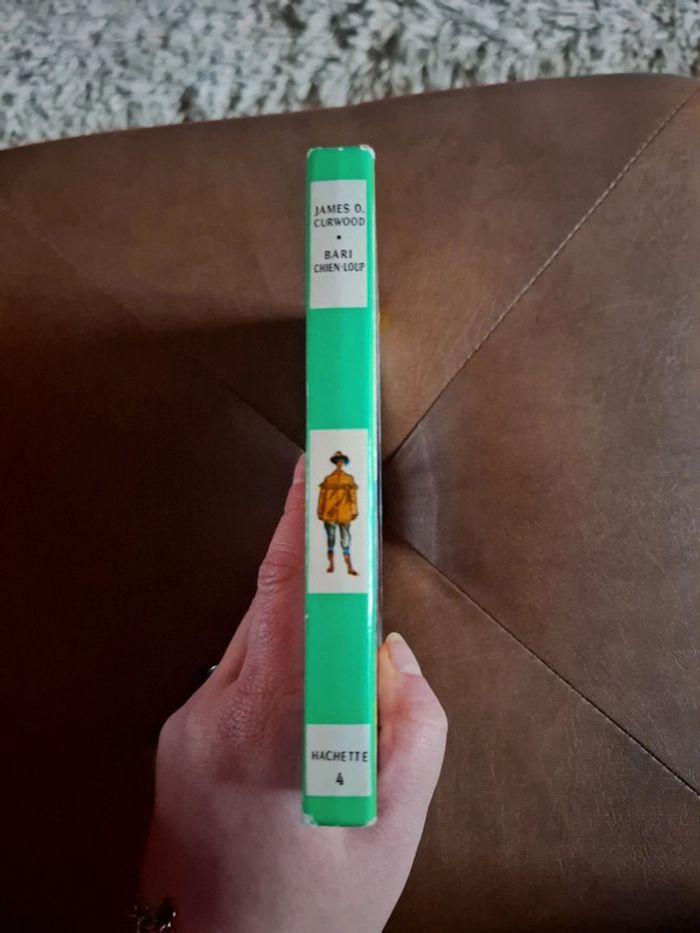 JAMES O.
CURWOOD
•
BARI
CHIEN-LOUP
HACHETTE
4